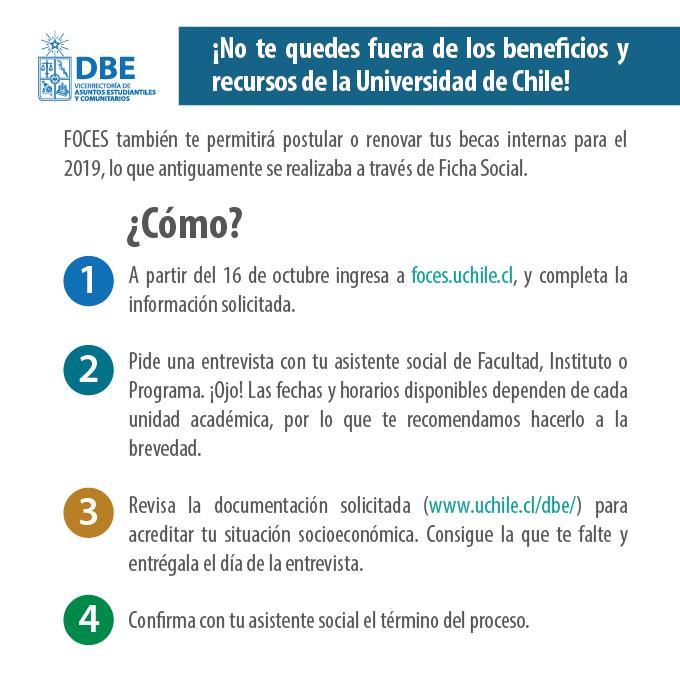 DBE
VICERRECTORÍA DE
ASUNTOS ESTUDIANTILES
Y COMUNITARIOS
¡No te quedes fuera de los beneficios y
recursos de la Universidad de Chile!
FOCES también te permitirá postular o renovar tus becas internas para el
2019, lo que antiguamente se realizaba a través de Ficha Social.
¿Cómo?
1
A partir del 16 de octubre ingresa a foces.uchile.cl, y completa la
información solicitada.
2
Pide una entrevista con tu asistente social de Facultad, Instituto o
Programa. ¡Ojo! Las fechas y horarios disponibles dependen de cada
unidad académica, por lo que te recomendamos hacerlo a la
brevedad.
3
Revisa la documentación solicitada (www.uchile.cl/dbe/) para
acreditar tu situación socioeconómica. Consigue la que te falte y
entrégala el día de la entrevista.
4
Confirma con tu asistente social el término del proceso.